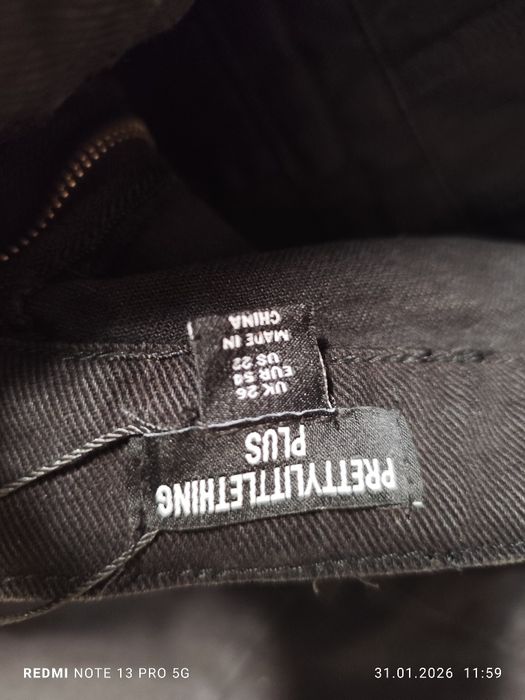 PRETTYLITTLETHING
PLUS
UK 26
EUR 54
US 22
MADE IN
CHINA
REDMI NOTE 13 PRO 5G
31.01.2026 11:59